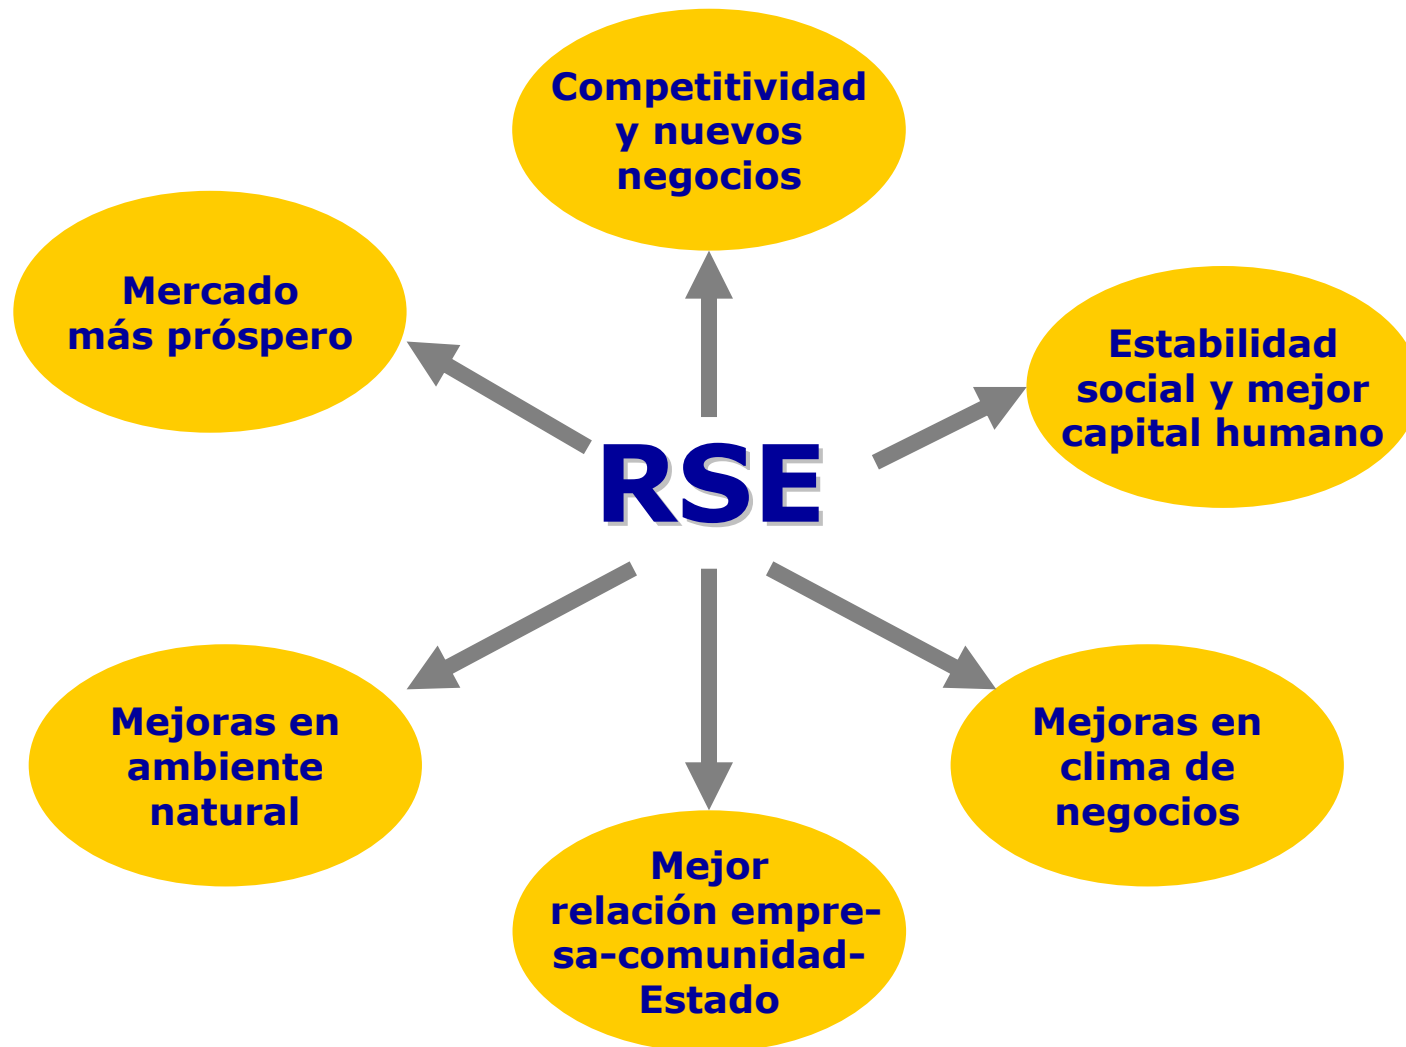 Competitividad
y nuevos
negocios
Mercado
más próspero
Estabilidad
social y mejor
capital humano
RSE
Mejoras en
ambiente
natural
Mejoras en
clima de
negocios
Mejor
relación empre-
sa-comunidad-
Estado